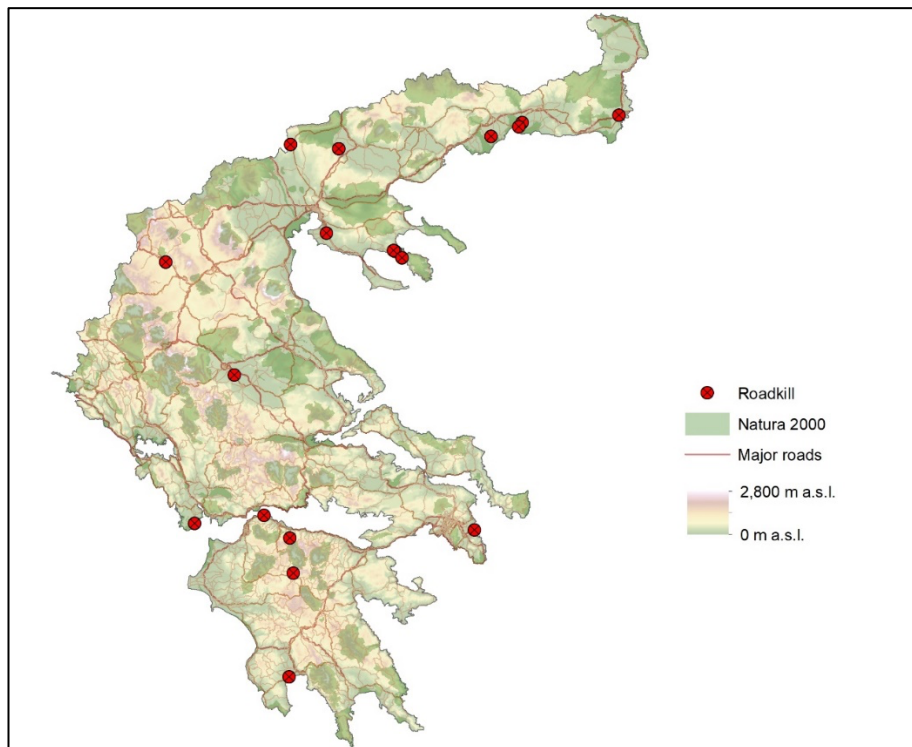 Roadkill
Natura 2000
Major roads
2,800 m a.s.l.
0 m a.s.l.